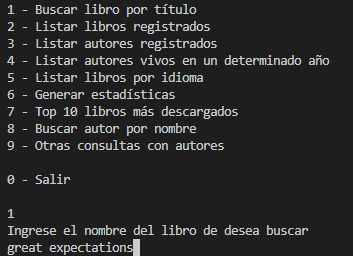 1 - Buscar libro por título
2 - Listar libros registrados
3 - Listar autores registrados
4 - Listar autores vivos en un determinado año
5 - Listar libros por idioma
6 - Generar estadísticas
7 - Top 10 libros más descargados
8 - Buscar autor por nombre
9 - Otras consultas con autores
0 - Salir
1
Ingrese el nombre del libro de desea buscar
great expectations